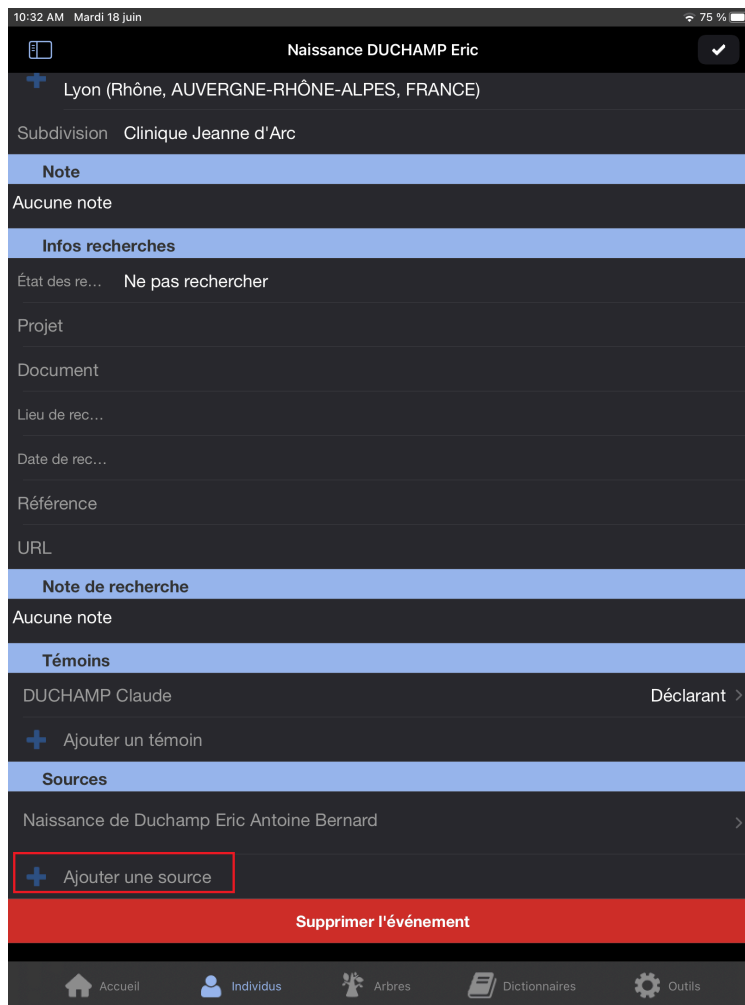 10:32 AM Mardi 18 juin 75 %
Naissance DUCHAMP Eric
Lyon (Rhône, AUVERGNE-RHÔNE-ALPES, FRANCE)
Subdivision Clinique Jeanne d'Arc
Note
Aucune note
Infos recherches
État des re... Ne pas rechercher
Projet
Document
Lieu de rec...
Date de rec...
Référence
URL
Note de recherche
Aucune note
Témoins
DUCHAMP Claude Déclarant
Ajouter un témoin
Sources
Naissance de Duchamp Eric Antoine Bernard
Ajouter une source
Supprimer l'événement
Accueil Individus Arbres Dictionnaires Outils